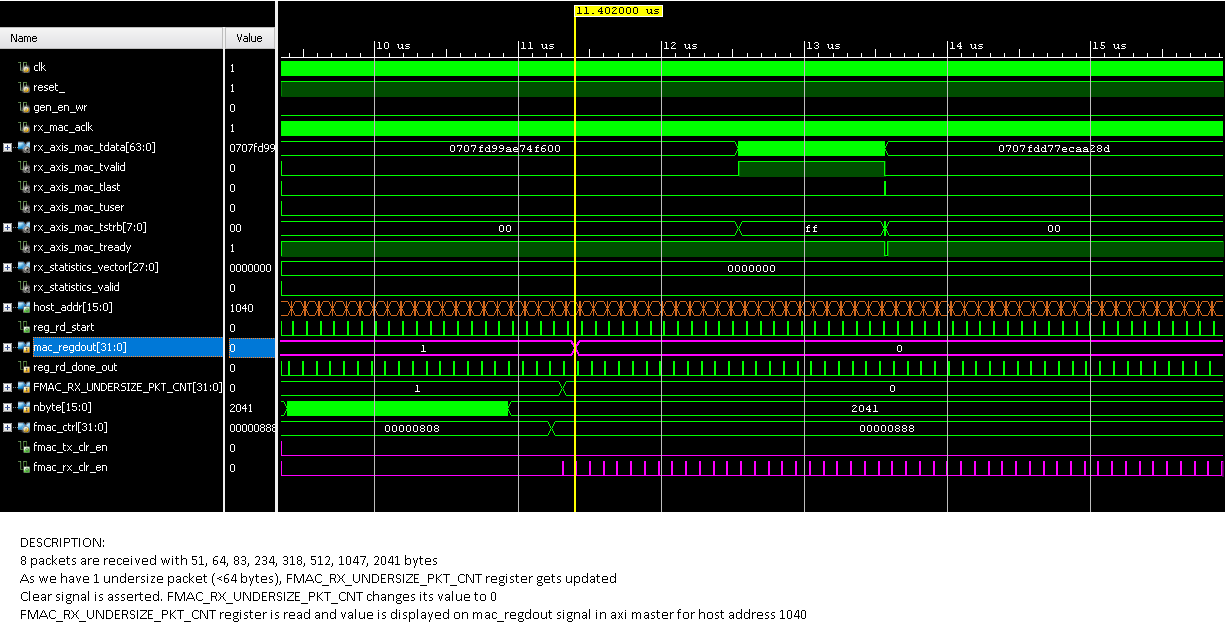 11.402000 us
Name Value
10 us 11 us 12 us 13 us 14 us 15 us
clk 1
reset_ 1
gen_en_wr 0
rx_mac_aclk 1
rx_axis_mac_tdata[63:0] 0707fd99 0707fd99ae74f600 0707fdd77ecaa28d
rx_axis_mac_tvalid 0
rx_axis_mac_tlast 0
rx_axis_mac_tuser 0
rx_axis_mac_tstrb[7:0] 00 00 ff 00
rx_axis_mac_tready 1
rx_statistics_vector[27:0] 0000000 0000000
rx_statistics_valid 0
host_addr[15:0] 1040
reg_rd_start 0
mac_regdout[31:0] 0 1 0
reg_rd_done_out 0
FMAC_RX_UNDERSIZE_PKT_CNT[31:0] 0 1 0
nbyte[15:0] 2041 2041
fmac_ctrl[31:0] 00000888 00000808 00000888
fmac_tx_clr_en 0
fmac_rx_clr_en 0
DESCRIPTION:
8 packets are received with 51, 64, 83, 234, 318, 512, 1047, 2041 bytes
As we have 1 undersize packet (<64 bytes), FMAC_RX_UNDERSIZE_PKT_CNT register gets updated
Clear signal is asserted. FMAC_RX_UNDERSIZE_PKT_CNT changes its value to 0
FMAC_RX_UNDERSIZE_PKT_CNT register is read and value is displayed on mac_regdout signal in axi master for host address 1040